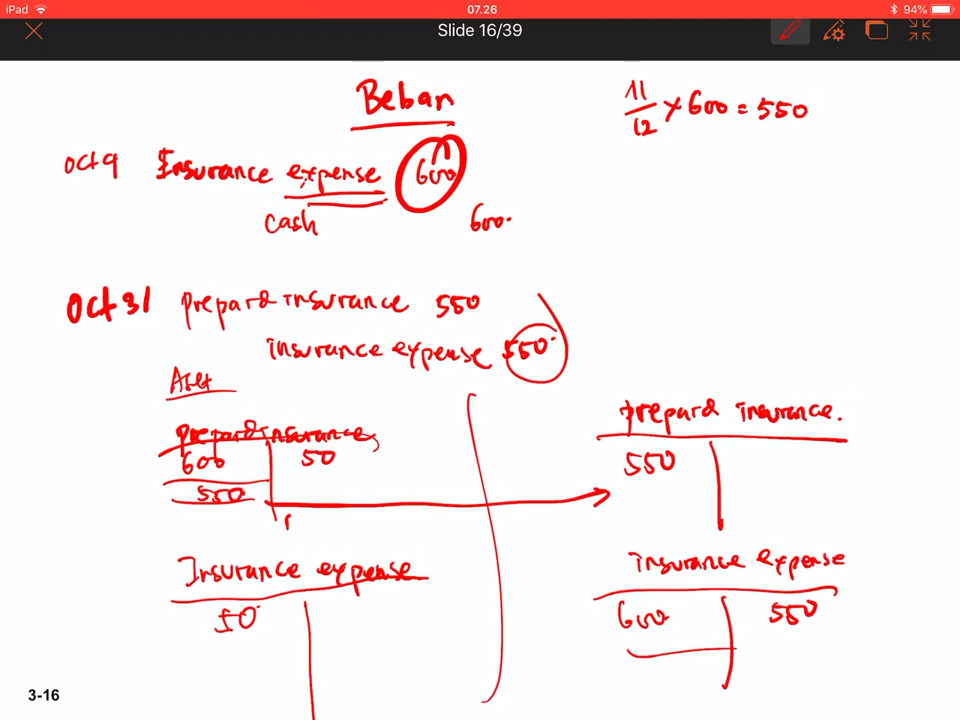 iPad 07.26 94%
Slide 16/39
Beban
11/12 x 600 = 550
Oct 9 Insurance expense 600
cash 600
Oct 31 prepaid insurance 550
insurance expense 550
Aset
prepaid insurance
600 50
550
prepaid insurance.
550
Insurance expense
50
insurance expense
600 550
3-16